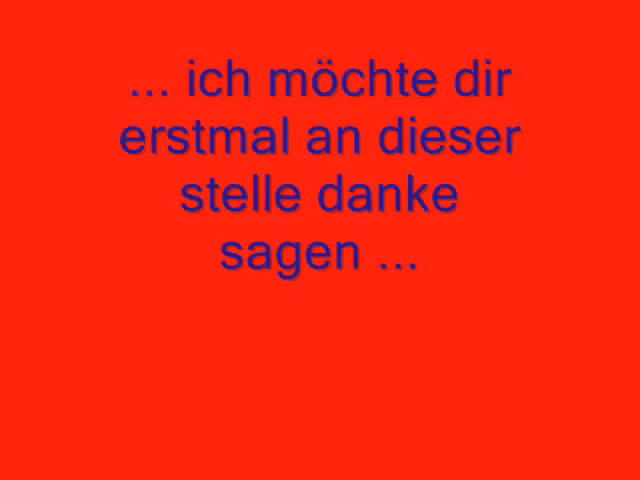 ... ich möchte dir
erstmal an dieser
stelle danke
sagen ...